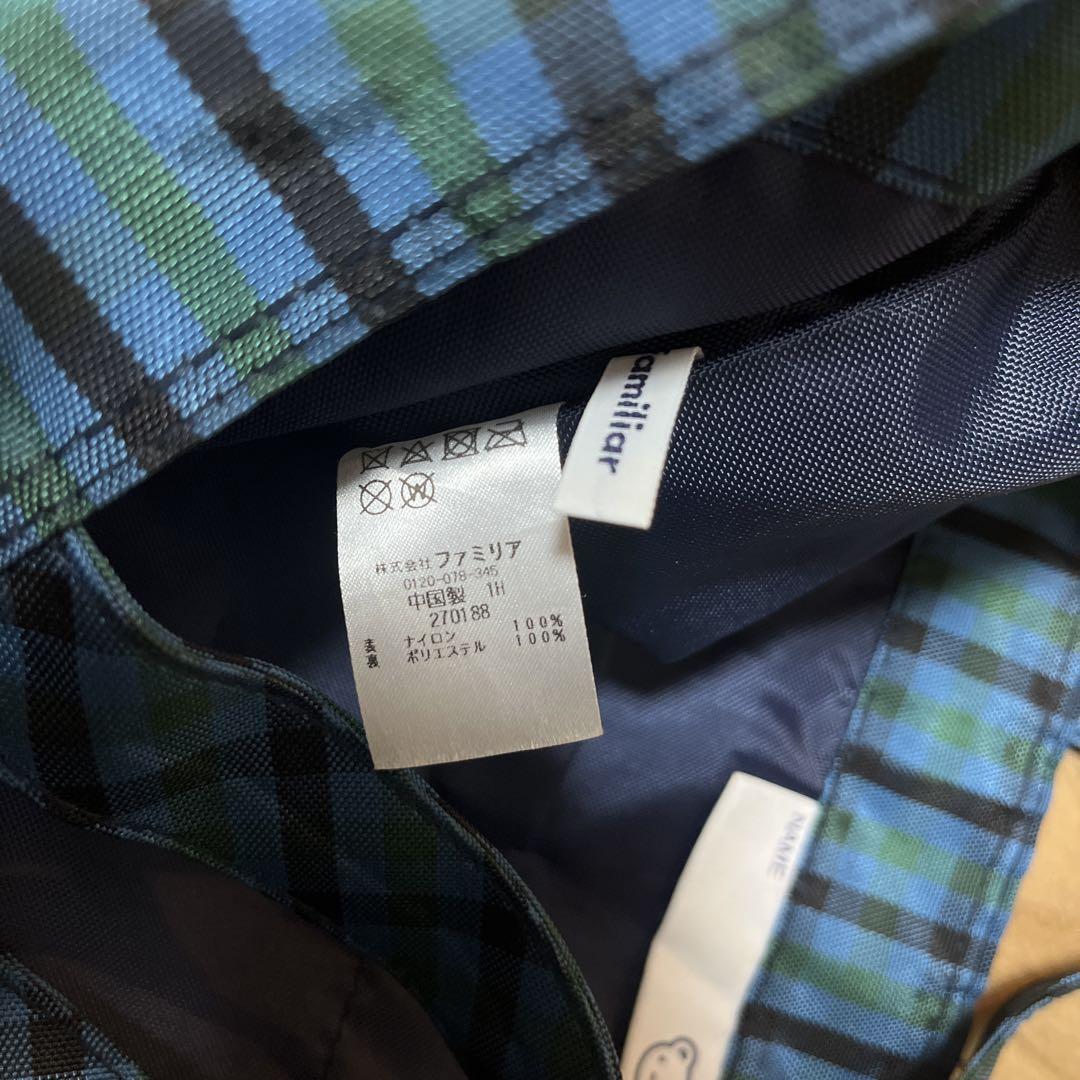 familiar
株式会社 ファミリア
0120-078-345
中国製 1H
270188
表 ナイロン 100%
裏 ポリエステル 100%
NAME